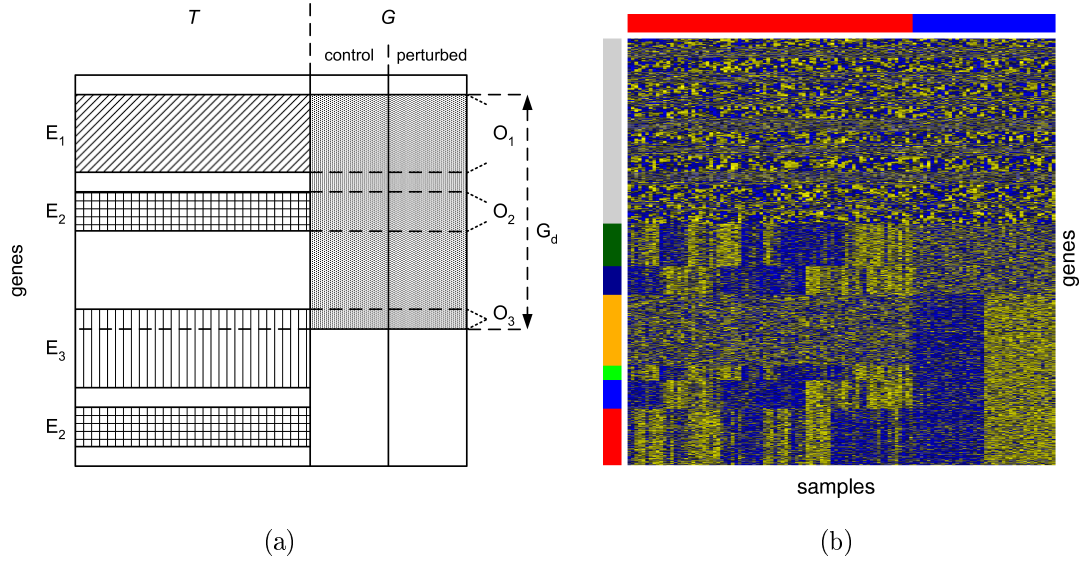 T
G
control perturbed
E1
O1
E2
O2
Gd
genes
O3
E3
E2
(a)
genes
samples
(b)